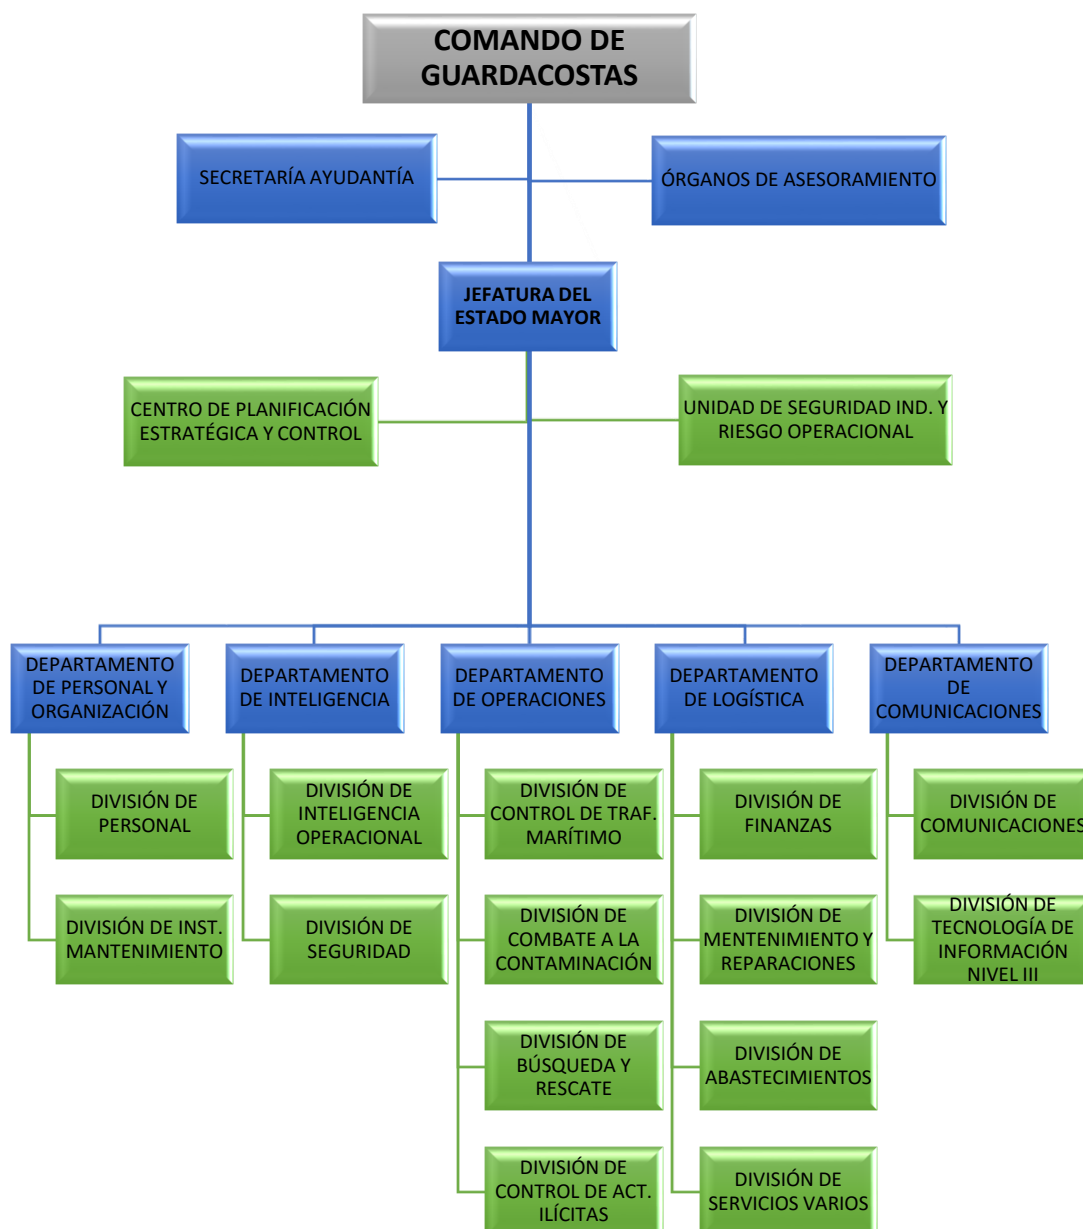 COMANDO DE
GUARDACOSTAS
SECRETARÍA AYUDANTÍA
ÓRGANOS DE ASESORAMIENTO
JEFATURA DEL
ESTADO MAYOR
CENTRO DE PLANIFICACIÓN
ESTRATÉGICA Y CONTROL
UNIDAD DE SEGURIDAD IND. Y
RIESGO OPERACIONAL
DEPARTAMENTO
DE PERSONAL Y
ORGANIZACIÓN
DEPARTAMENTO
DE INTELIGENCIA
DEPARTAMENTO
DE OPERACIONES
DEPARTAMENTO
DE LOGÍSTICA
DEPARTAMENTO
DE
COMUNICACIONES
DIVISIÓN DE
PERSONAL
DIVISIÓN DE
INTELIGENCIA
OPERACIONAL
DIVISIÓN DE
CONTROL DE TRAF.
MARÍTIMO
DIVISIÓN DE
FINANZAS
DIVISIÓN DE
COMUNICACIONES
DIVISIÓN DE INST.
MANTENIMIENTO
DIVISIÓN DE
SEGURIDAD
DIVISIÓN DE
COMBATE A LA
CONTAMINACIÓN
DIVISIÓN DE
MENTENIMIENTO Y
REPARACIONES
DIVISIÓN DE
TECNOLOGÍA DE
INFORMACIÓN
NIVEL III
DIVISIÓN DE
BÚSQUEDA Y
RESCATE
DIVISIÓN DE
ABASTECIMIENTOS
DIVISIÓN DE
CONTROL DE ACT.
ILÍCITAS
DIVISIÓN DE
SERVICIOS VARIOS